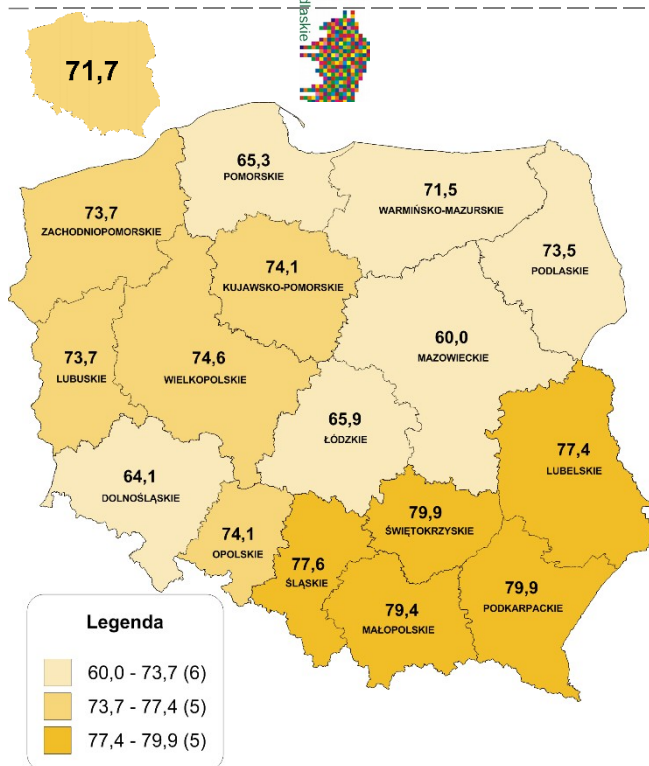 dlaskie
71,7
65,3
POMORSKIE
71,5
WARMIŃSKO-MAZURSKIE
73,7
ZACHODNIOPOMORSKIE
73,5
PODLASKIE
74,1
KUJAWSKO-POMORSKIE
60,0
MAZOWIECKIE
73,7
LUBUSKIE
74,6
WIELKOPOLSKIE
65,9
ŁÓDZKIE
77,4
LUBELSKIE
64,1
DOLNOŚLĄSKIE
79,9
ŚWIĘTOKRZYSKIE
74,1
OPOLSKIE
77,6
ŚLĄSKIE
79,4
MAŁOPOLSKIE
79,9
PODKARPACKIE
Legenda
60,0 - 73,7 (6)
73,7 - 77,4 (5)
77,4 - 79,9 (5)